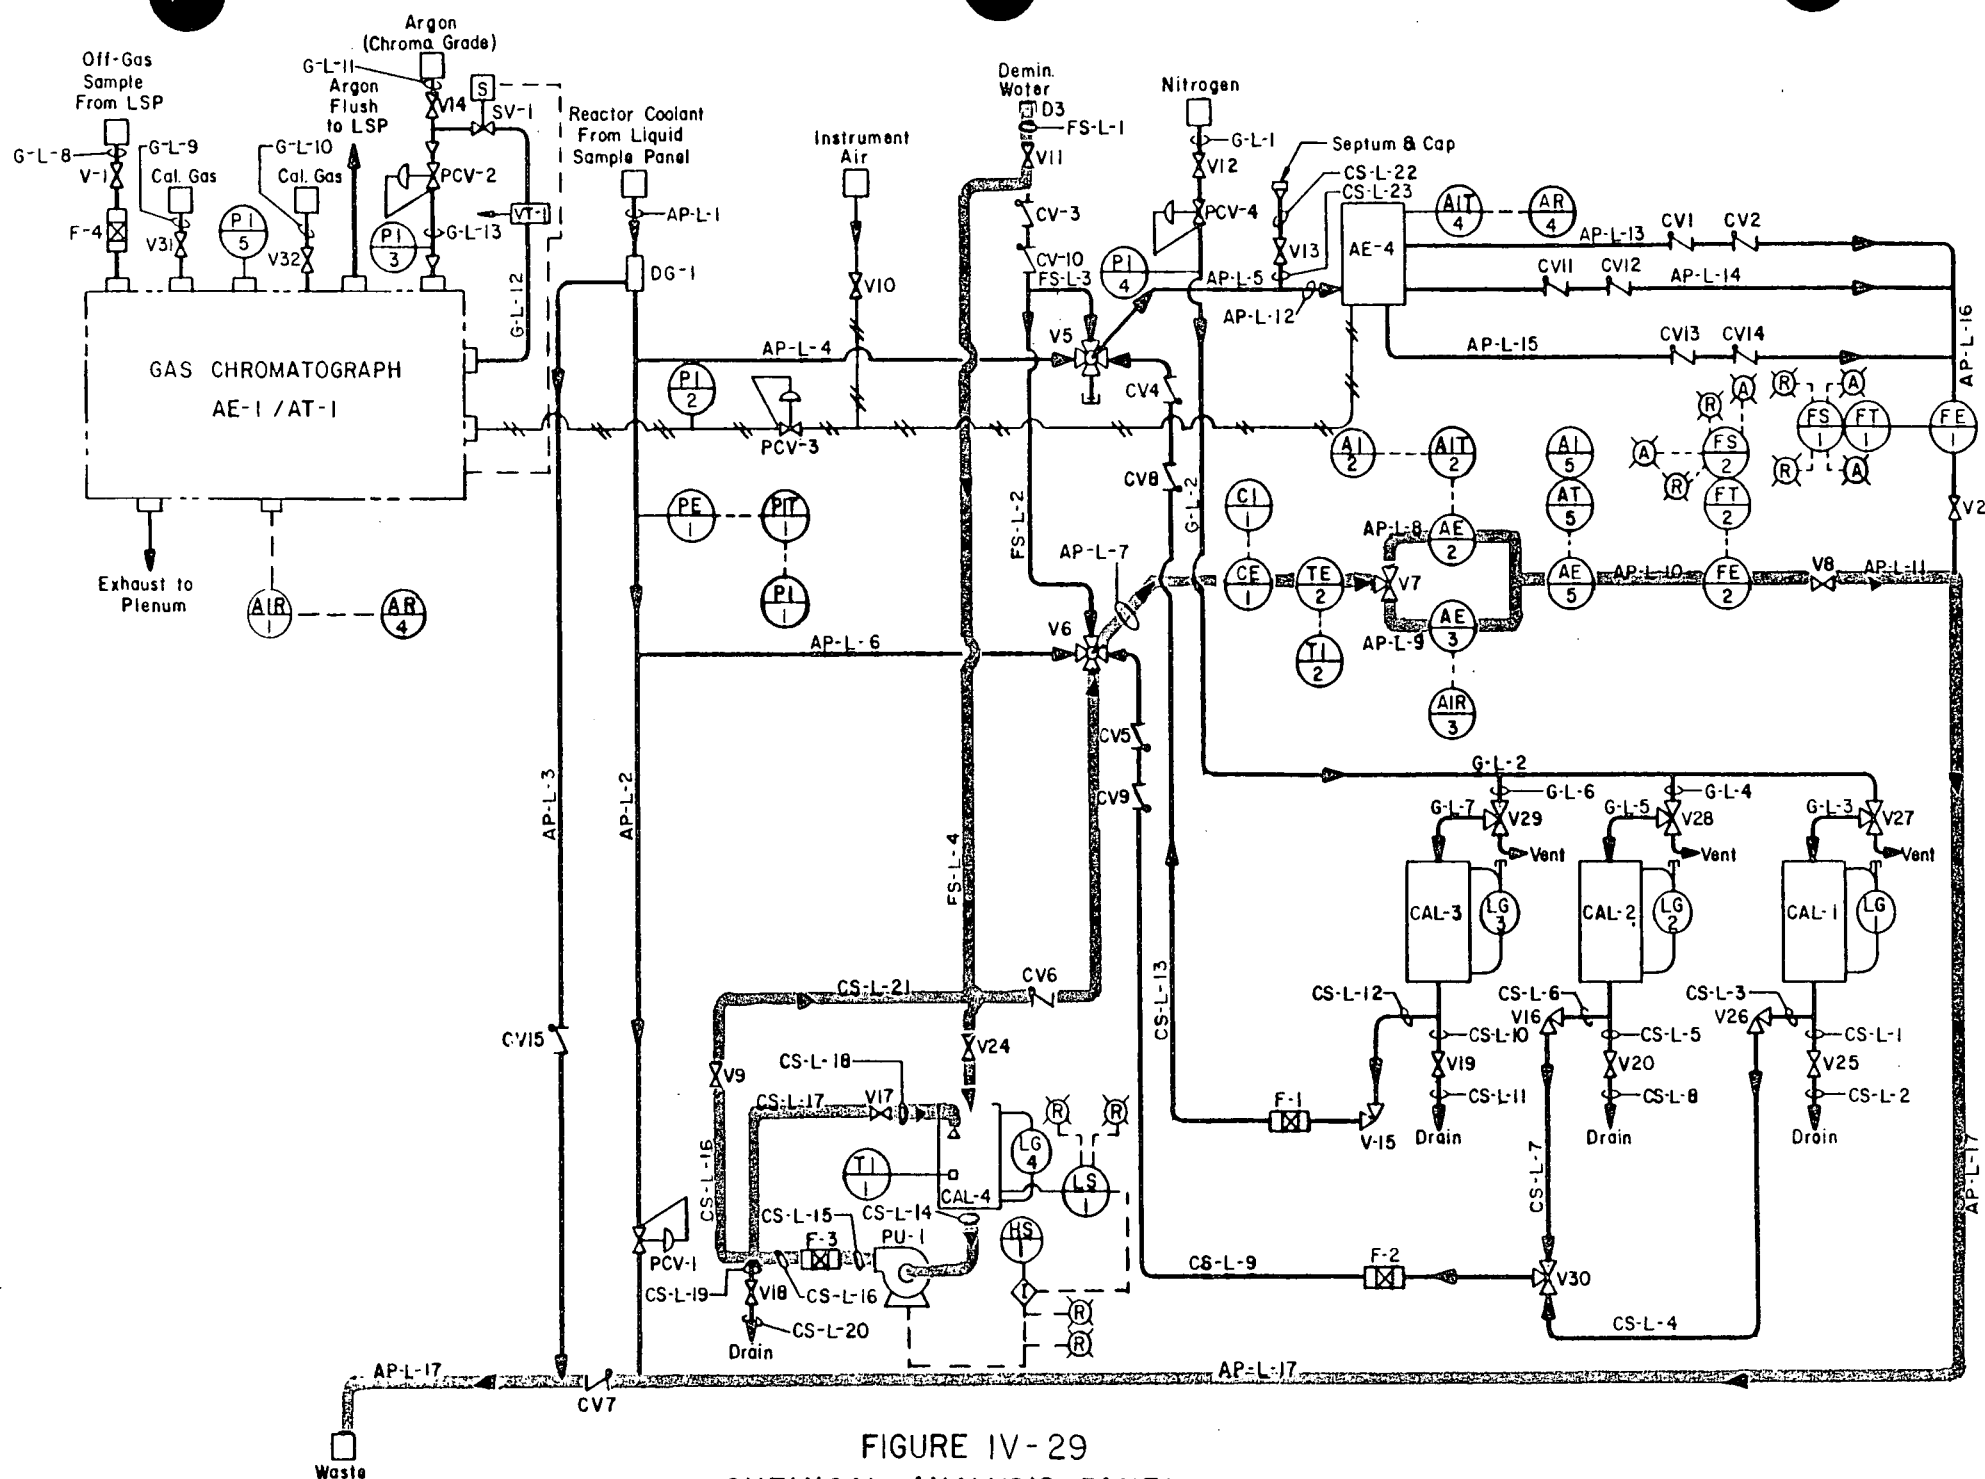 Argon
(Chroma Grade)
Off-Gas
Sample
From LSP
G-L-11
Argon
Flush
to LSP
S
V14
SV-1
Reactor Coolant
From Liquid
Sample Panel
Instrument
Air
Demin.
Water
D3
FS-L-1
V11
Nitrogen
G-L-1
V12
Septum & Cap
CS-L-22
CS-L-23
G-L-8
V-1
F-4
G-L-9
Cal. Gas
V31
PI
5
G-L-10
Cal. Gas
V32
PCV-2
PI
3
G-L-13
VT-1
G-L-12
AP-L-1
DG-1
V10
CV-3
CV-10
FS-L-3
PCV-4
PI
4
V13
AP-L-5
AP-L-12
AE-4
AIT
4
AR
4
AP-L-13
CV1
CV2
CV11
CV12
AP-L-14
AP-L-15
CV13
CV14
AP-L-16
GAS CHROMATOGRAPH
AE-1 / AT-1
AP-L-4
V5
CV4
PI
2
PCV-3
CV8
G-L-2
FS-L-2
R
A
R
A
FS
1
FT
1
FE
1
R
A
A
R
FS
2
FT
2
AI
2
AIT
2
AI
5
AT
5
V2
Exhaust to
Plenum
AIR
1
AR
4
PE
1
PIT
1
PI
1
AP-L-7
CI
1
CE
1
TE
2
TI
2
V7
AP-L-8
AE
2
AP-L-9
AE
3
AIR
3
AE
5
AP-L-10
FE
2
V8
AP-L-11
AP-L-6
V6
CV5
CV9
AP-L-3
AP-L-2
FS-L-4
G-L-2
G-L-6
G-L-4
G-L-7
V29
G-L-5
V28
G-L-3
V27
Vent
Vent
Vent
CAL-3
LG
3
CAL-2
LG
2
CAL-1
LG
1
CS-L-13
CS-L-12
CS-L-10
V19
CS-L-11
Drain
CS-L-6
V16
CS-L-5
V20
CS-L-8
Drain
CS-L-3
V26
CS-L-1
V25
CS-L-2
Drain
CV15
CS-L-21
CV6
V24
V9
CS-L-18
CS-L-17
V17
R
R
LG
4
TI
1
CAL-4
LS
1
F-1
V-15
CS-L-7
AP-L-17
CS-L-16
CS-L-15
CS-L-14
F-3
PU-1
HS
1
I
R
R
PCV-1
CS-L-19
V18
CS-L-16
CS-L-20
Drain
CS-L-9
F-2
V30
CS-L-4
AP-L-17
CV7
AP-L-17
Waste
FIGURE IV-29